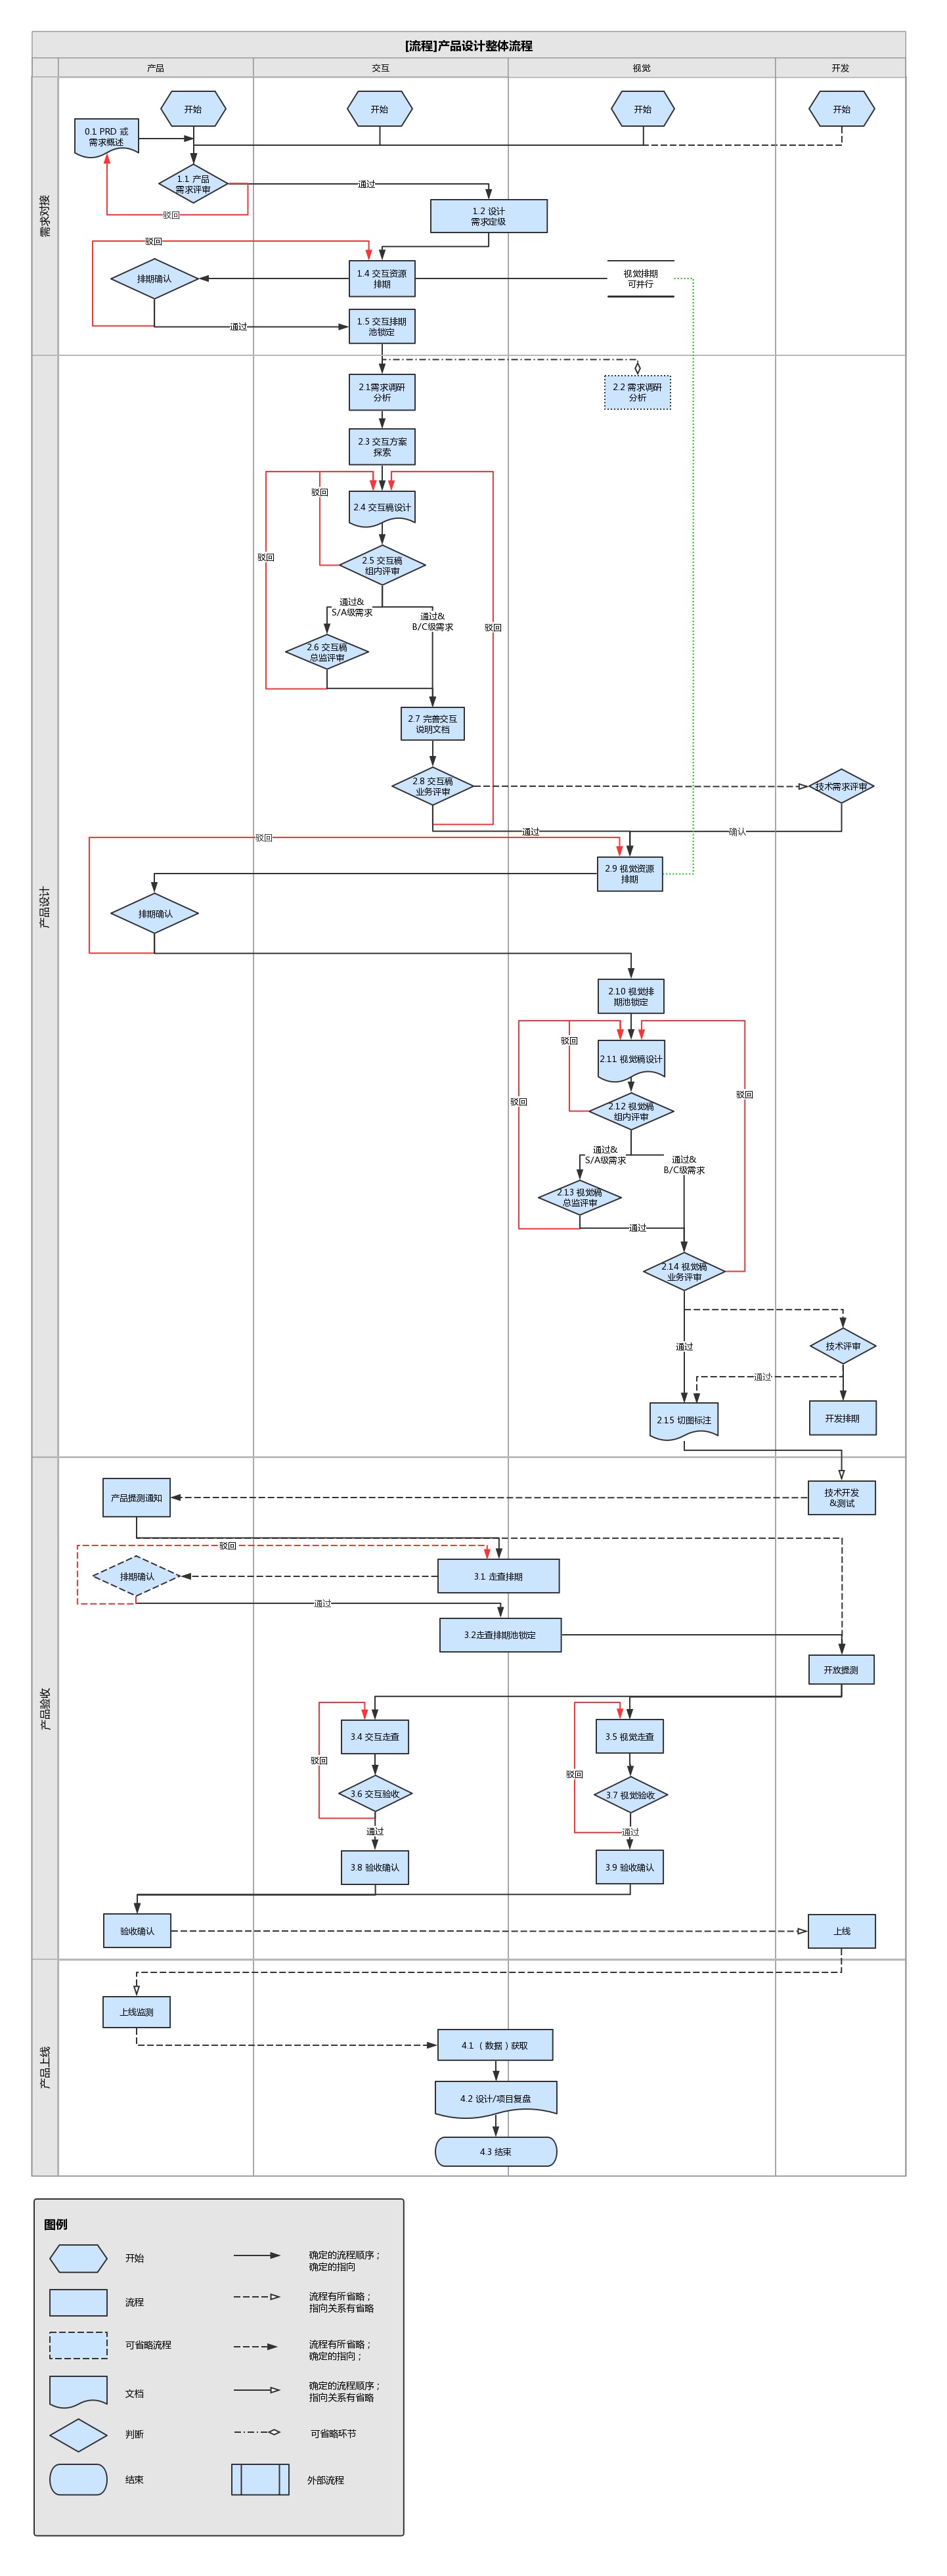 [流程]产品设计整体流程
产品
交互
视觉
开发
需求对接
开始
开始
开始
开始
0.1 PRD 或
需求概述
1.1 产品
需求评审
通过
驳回
1.2 设计
需求定级
驳回
排期确认
1.4 交互资源
排期
视觉排期
可并行
通过
1.5 交互排期
池锁定
产品设计
2.1需求调研
分析
2.2 需求调研
分析
2.3 交互方案
探索
驳回
2.4 交互稿设计
驳回
2.5 交互稿
组内评审
通过&
S/A级需求
通过&
B/C级需求
驳回
2.6 交互稿
总监评审
2.7 完善交互
说明文档
2.8 交互稿
业务评审
技术需求评审
通过
确认
驳回
2.9 视觉资源
排期
排期确认
2.10 视觉排
期池锁定
驳回
2.11 视觉稿设计
驳回
驳回
2.12 视觉稿
组内评审
通过&
S/A级需求
通过&
B/C级需求
2.13 视觉稿
总监评审
通过
2.14 视觉稿
业务评审
通过
技术评审
通过
2.15 切图标注
开发排期
产品验收
产品提测通知
技术开发
&测试
驳回
排期确认
3.1 走查排期
通过
3.2走查排期池锁定
开放提测
3.4 交互走查
3.5 视觉走查
驳回
驳回
3.6 交互验收
3.7 视觉验收
通过
通过
3.8 验收确认
3.9 验收确认
验收确认
上线
产品上线
上线监测
4.1 （数据）获取
4.2 设计/项目复盘
4.3 结束
图例
开始
确定的流程顺序；
确定的指向
流程
流程有所省略；
指向关系有省略
可省略流程
流程有所省略；
确定的指向；
文档
确定的流程顺序；
指向关系有省略
判断
可省略环节
结束
外部流程